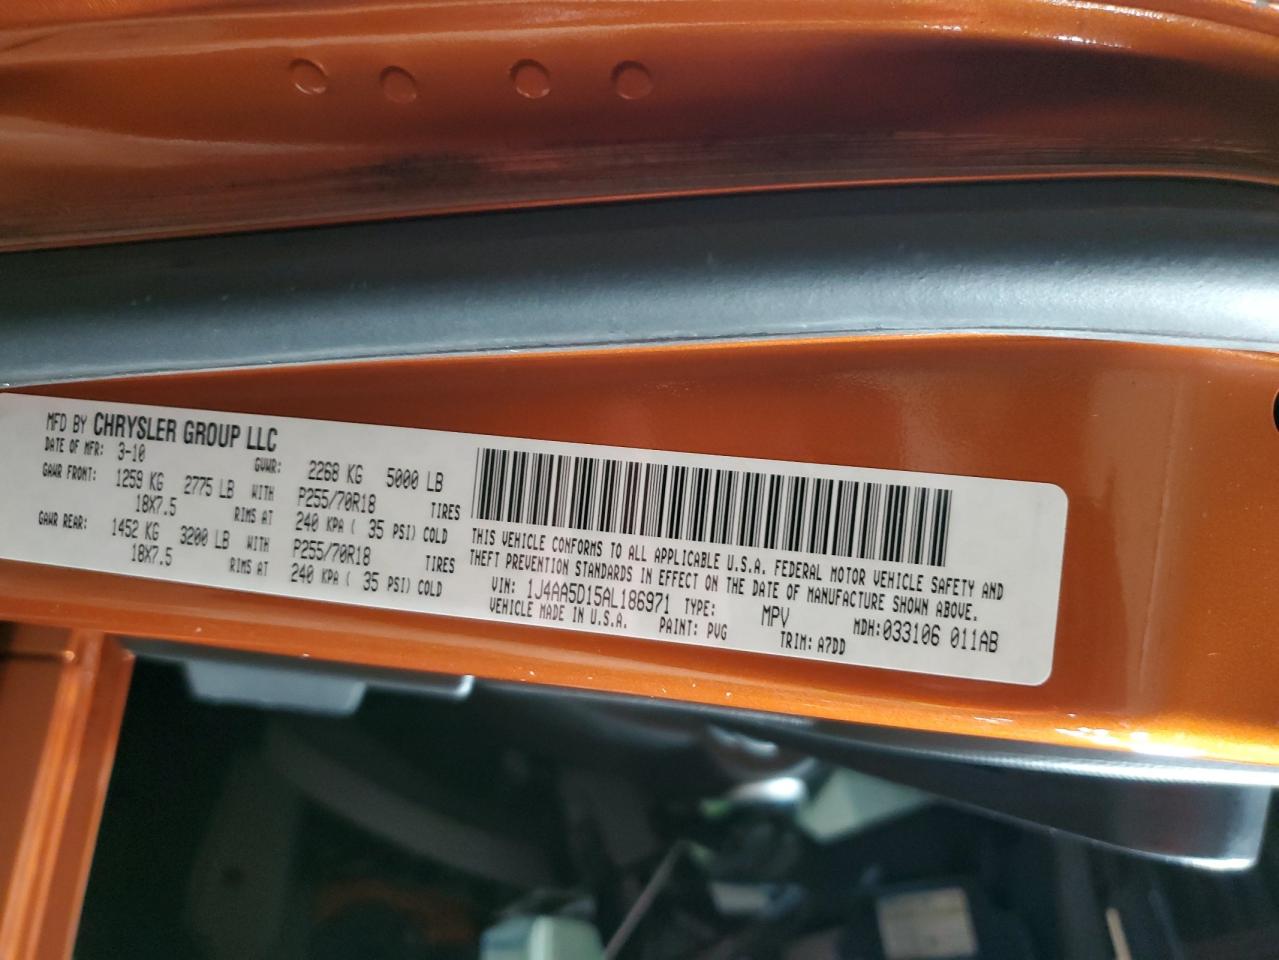 MFD BY CHRYSLER GROUP LLC
DATE OF MFR: 3-10 GVWR: 2268 KG 5000 LB
GAWR FRONT: 1259 KG 2775 LB WITH P255/70R18 TIRES
18X7.5 RIMS AT 240 KPA ( 35 PSI) COLD
GAWR REAR: 1452 KG 3200 LB WITH P255/70R18 TIRES
18X7.5 RIMS AT 240 KPA ( 35 PSI) COLD
THIS VEHICLE CONFORMS TO ALL APPLICABLE U.S.A. FEDERAL MOTOR VEHICLE SAFETY AND
THEFT PREVENTION STANDARDS IN EFFECT ON THE DATE OF MANUFACTURE SHOWN ABOVE.
VIN: 1J4AA5D15AL186971 TYPE: MPV MDH:033106 011AB
VEHICLE MADE IN U.S.A. PAINT: PVG TRIM: A7DD